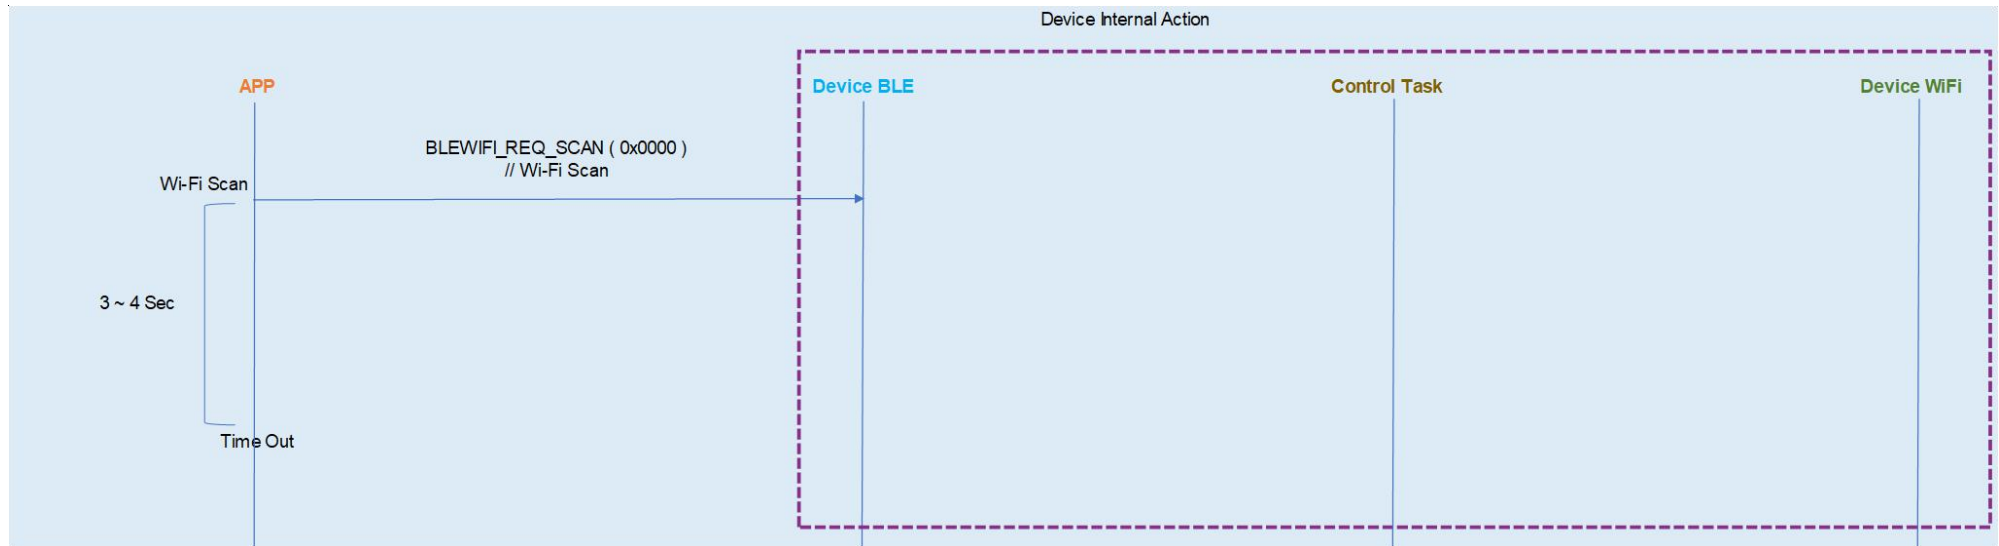 Device Internal Action
APP
Device BLE
Control Task
Device WiFi
BLEWIFI_REQ_SCAN ( 0x0000 )
// Wi-Fi Scan
Wi-Fi Scan
3 ~ 4 Sec
Time Out